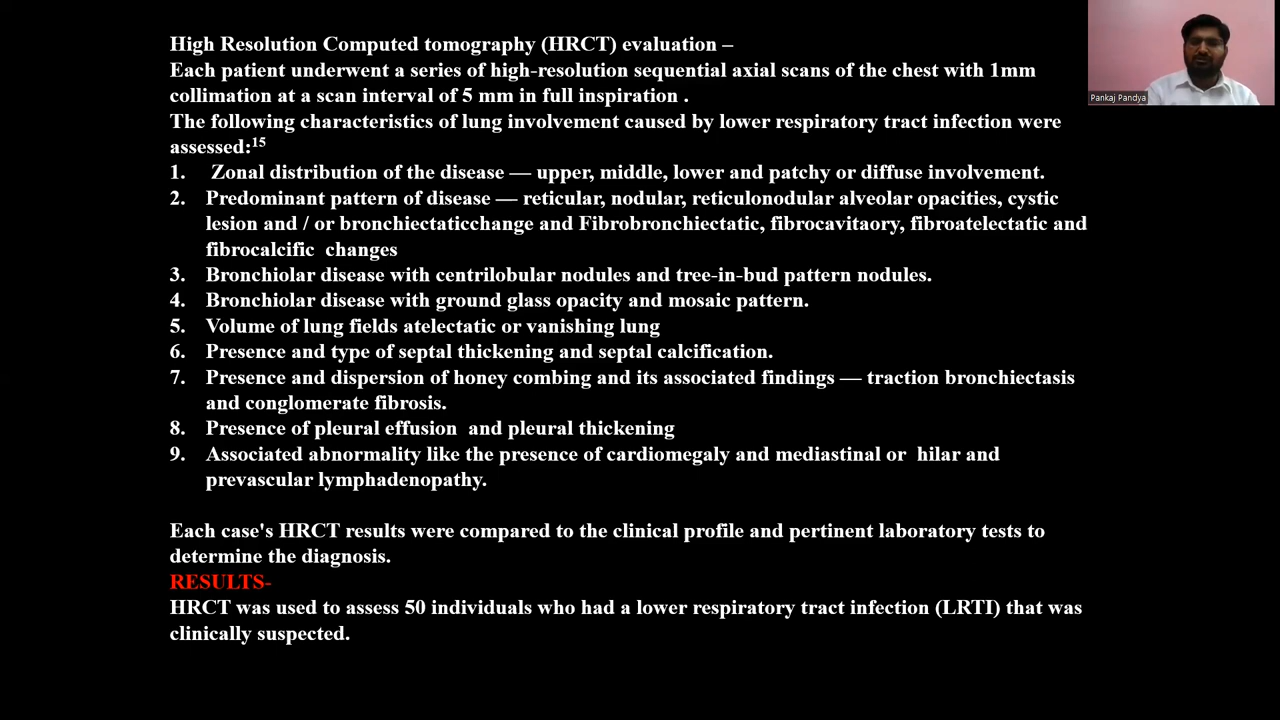 High Resolution Computed tomography (HRCT) evaluation –
Each patient underwent a series of high-resolution sequential axial scans of the chest with 1mm
collimation at a scan interval of 5 mm in full inspiration .
The following characteristics of lung involvement caused by lower respiratory tract infection were
assessed:15
1. Zonal distribution of the disease — upper, middle, lower and patchy or diffuse involvement.
2. Predominant pattern of disease — reticular, nodular, reticulonodular alveolar opacities, cystic
lesion and / or bronchiectaticchange and Fibrobronchiectatic, fibrocavitaory, fibroatelectatic and
fibrocalcific changes
3. Bronchiolar disease with centrilobular nodules and tree-in-bud pattern nodules.
4. Bronchiolar disease with ground glass opacity and mosaic pattern.
5. Volume of lung fields atelectatic or vanishing lung
6. Presence and type of septal thickening and septal calcification.
7. Presence and dispersion of honey combing and its associated findings — traction bronchiectasis
and conglomerate fibrosis.
8. Presence of pleural effusion and pleural thickening
9. Associated abnormality like the presence of cardiomegaly and mediastinal or hilar and
prevascular lymphadenopathy.
Each case's HRCT results were compared to the clinical profile and pertinent laboratory tests to
determine the diagnosis.
RESULTS-
HRCT was used to assess 50 individuals who had a lower respiratory tract infection (LRTI) that was
clinically suspected.
Pankaj Pandya